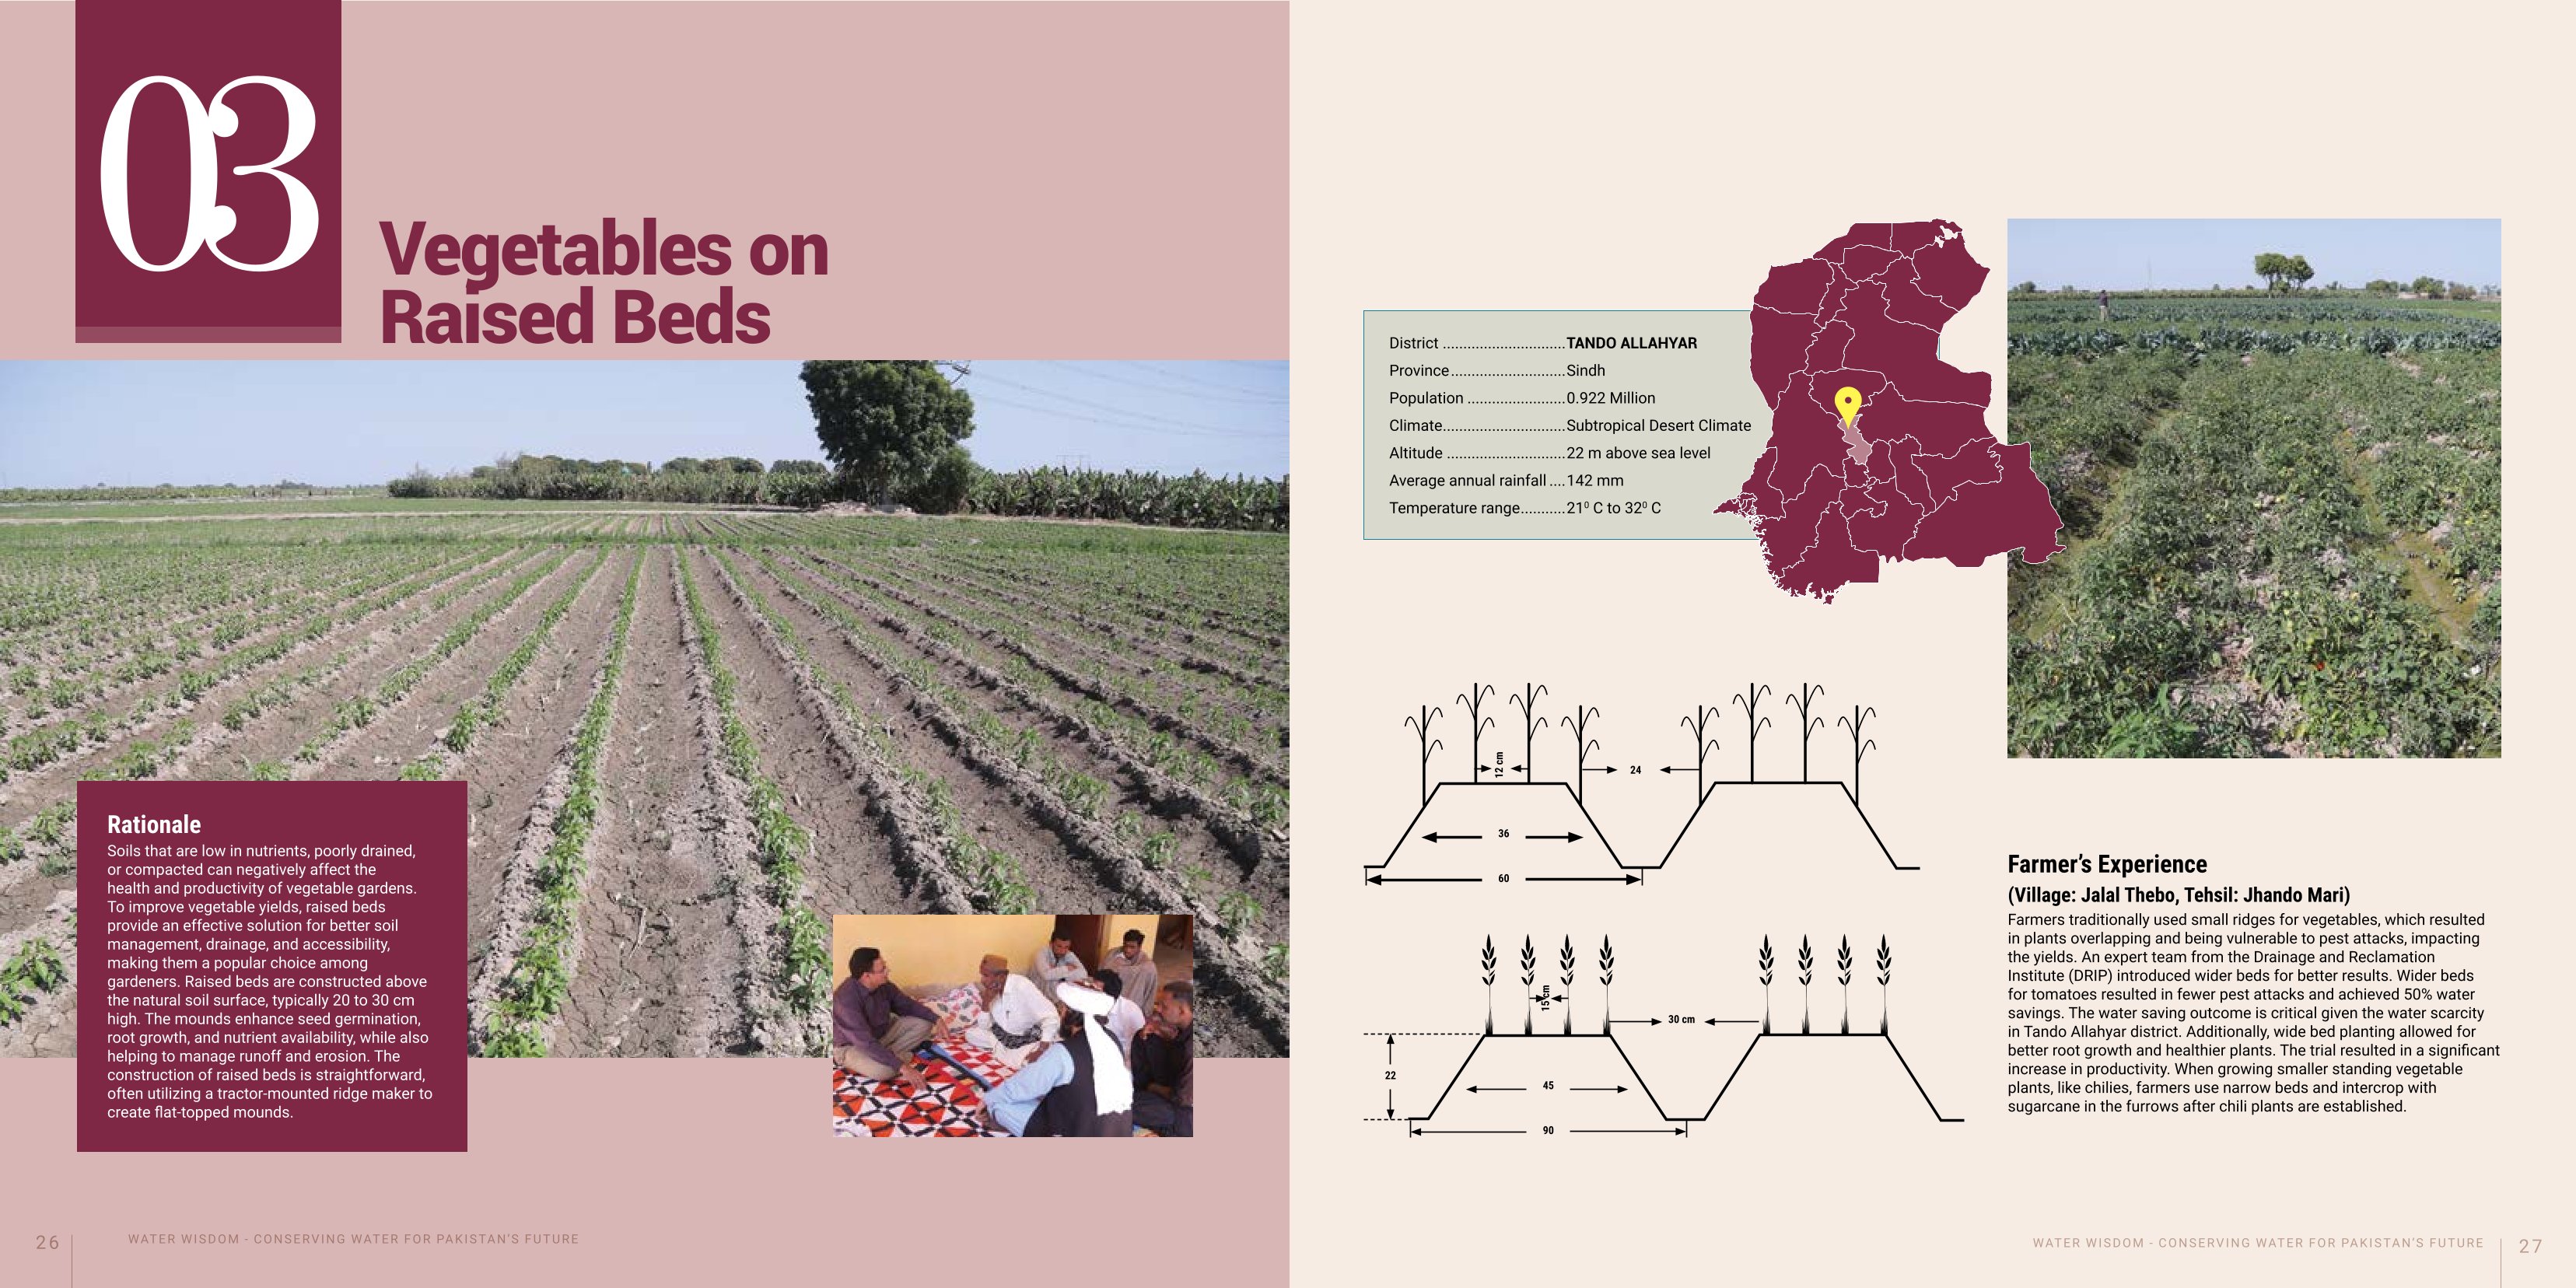 03
Vegetables on
Raised Beds
Rationale
Soils that are low in nutrients, poorly drained,
or compacted can negatively affect the
health and productivity of vegetable gardens.
To improve vegetable yields, raised beds
provide an effective solution for better soil
management, drainage, and accessibility,
making them a popular choice among
gardeners. Raised beds are constructed above
the natural soil surface, typically 20 to 30 cm
high. The mounds enhance seed germination,
root growth, and nutrient availability, while also
helping to manage runoff and erosion. The
construction of raised beds is straightforward,
often utilizing a tractor-mounted ridge maker to
create flat-topped mounds.
26
WATER WISDOM - CONSERVING WATER FOR PAKISTAN'S FUTURE
District ..............................TANDO ALLAHYAR
Province............................Sindh
Population ........................0.922 Million
Climate..............................Subtropical Desert Climate
Altitude .............................22 m above sea level
Average annual rainfall ....142 mm
Temperature range...........21⁰ C to 32⁰ C
12 cm
24
36
60
15 cm
30 cm
22
45
90
Farmer’s Experience
(Village: Jalal Thebo, Tehsil: Jhando Mari)
Farmers traditionally used small ridges for vegetables, which resulted
in plants overlapping and being vulnerable to pest attacks, impacting
the yields. An expert team from the Drainage and Reclamation
Institute (DRIP) introduced wider beds for better results. Wider beds
for tomatoes resulted in fewer pest attacks and achieved 50% water
savings. The water saving outcome is critical given the water scarcity
in Tando Allahyar district. Additionally, wide bed planting allowed for
better root growth and healthier plants. The trial resulted in a significant
increase in productivity. When growing smaller standing vegetable
plants, like chilies, farmers use narrow beds and intercrop with
sugarcane in the furrows after chili plants are established.
WATER WISDOM - CONSERVING WATER FOR PAKISTAN'S FUTURE
27